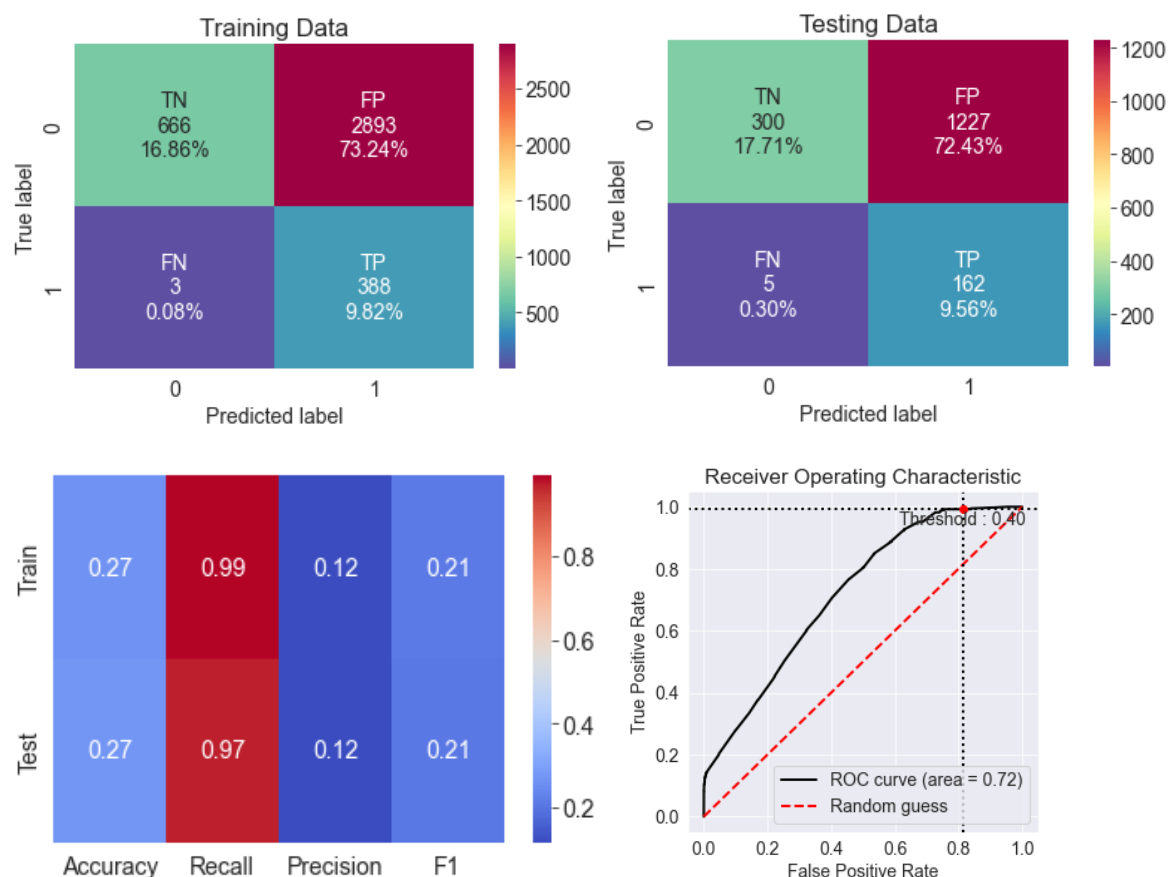 Training Data
TN
666
16.86%
FP
2893
73.24%
FN
3
0.08%
TP
388
9.82%
0
1
True label
0
1
Predicted label
2500
2000
1500
1000
500
Testing Data
TN
300
17.71%
FP
1227
72.43%
FN
5
0.30%
TP
162
9.56%
0
1
True label
0
1
Predicted label
1200
1000
800
600
400
200
Train
0.27
0.99
0.12
0.21
Test
0.27
0.97
0.12
0.21
Accuracy
Recall
Precision
F1
0.8
0.6
0.4
0.2
Receiver Operating Characteristic
Threshold : 0.40
True Positive Rate
1.0
0.8
0.6
0.4
0.2
0.0
ROC curve (area = 0.72)
Random guess
0.0
0.2
0.4
0.6
0.8
1.0
False Positive Rate